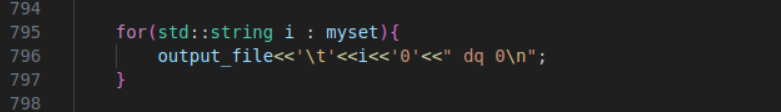 794
795 for(std::string i : myset){
796 output_file<<'\t'<<i<<'0'<<" dq 0\n";
797 }
798